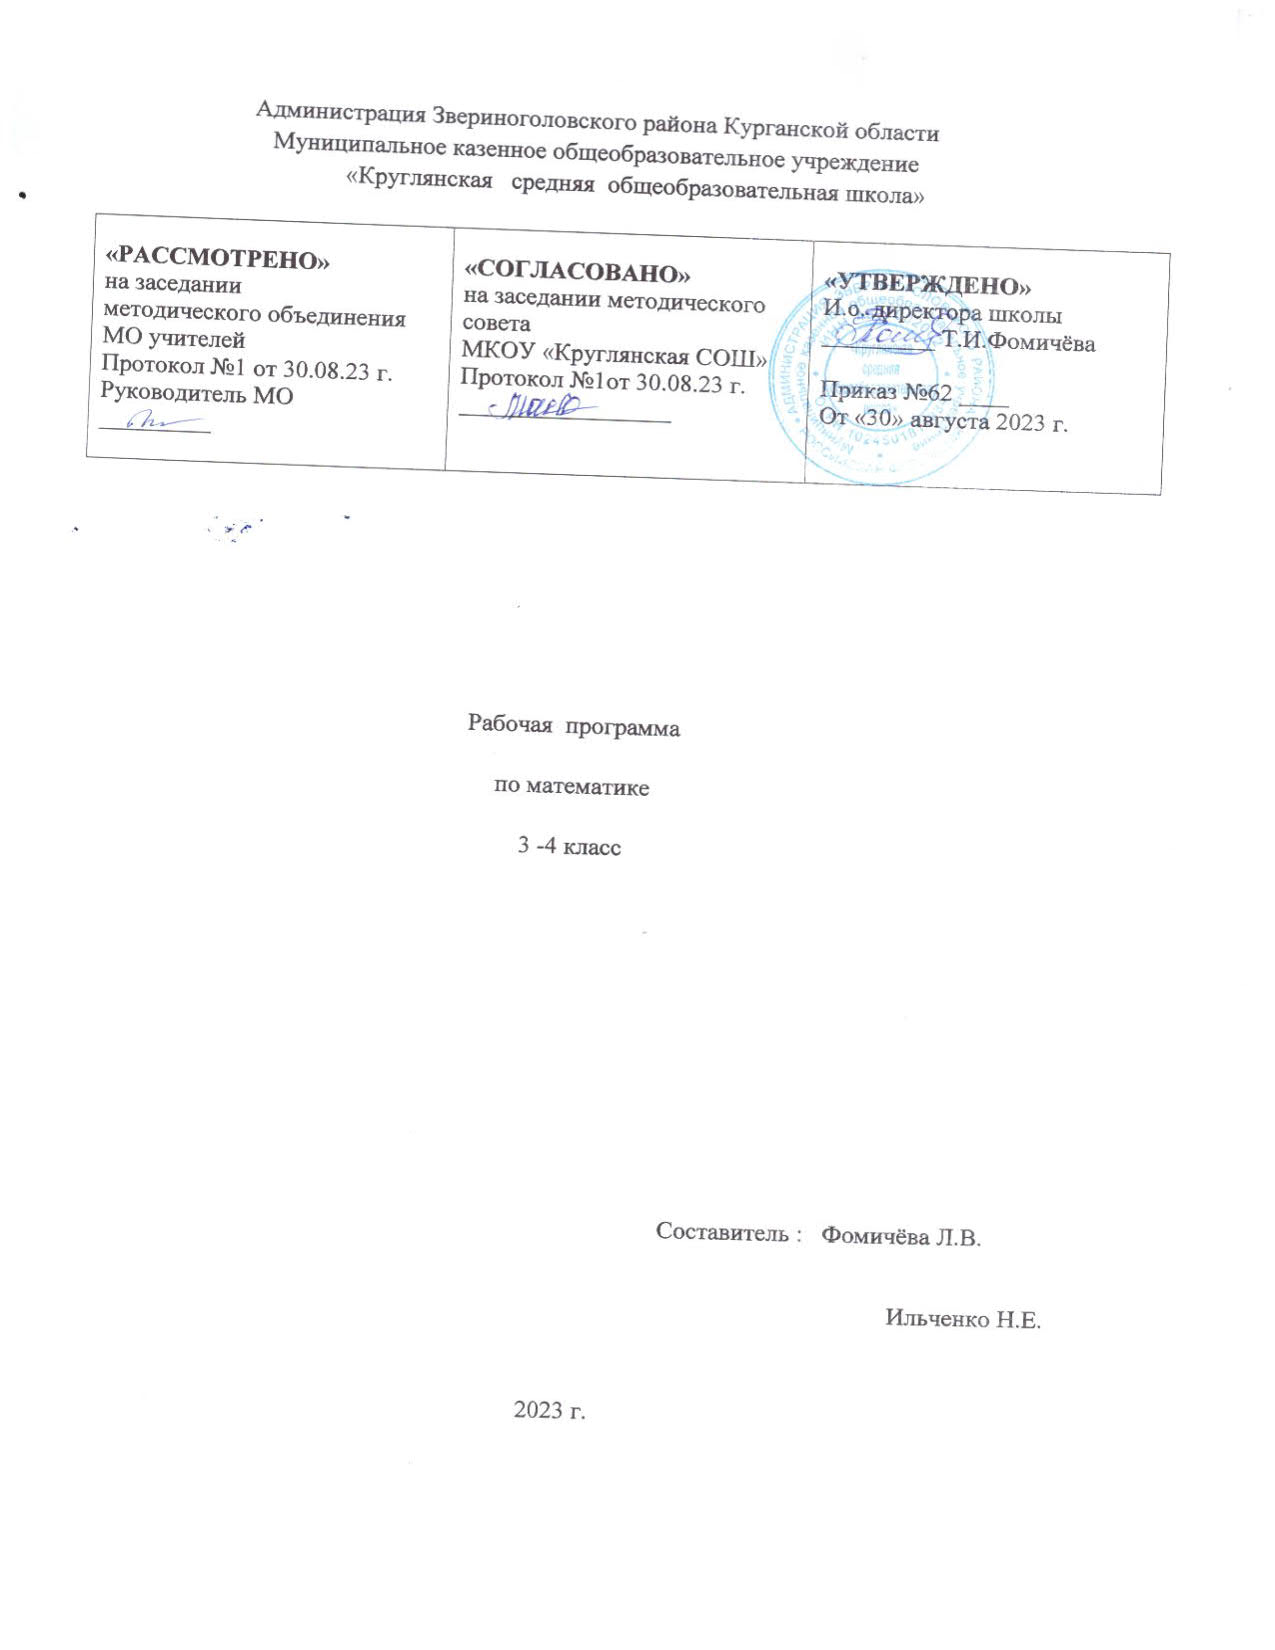 Администрация Звериноголовского района Курганской области
Муниципальное казенное общеобразовательное учреждение
«Круглянская средняя общеобразовательная школа»
«РАССМОТРЕНО»
на заседании
методического объединения
МО учителей
Протокол №1 от 30.08.23 г.
Руководитель МО
«СОГЛАСОВАНО»
на заседании методического
совета
МКОУ «Круглянская СОШ»
Протокол №1от 30.08.23 г.
«УТВЕРЖДЕНО»
И.о. директора школы
Т.И.Фомичёва
Приказ №62 ____
От «30» августа 2023 г.
Рабочая программа
по математике
3 -4 класс
Составитель : Фомичёва Л.В.
Ильченко Н.Е.
2023 г.